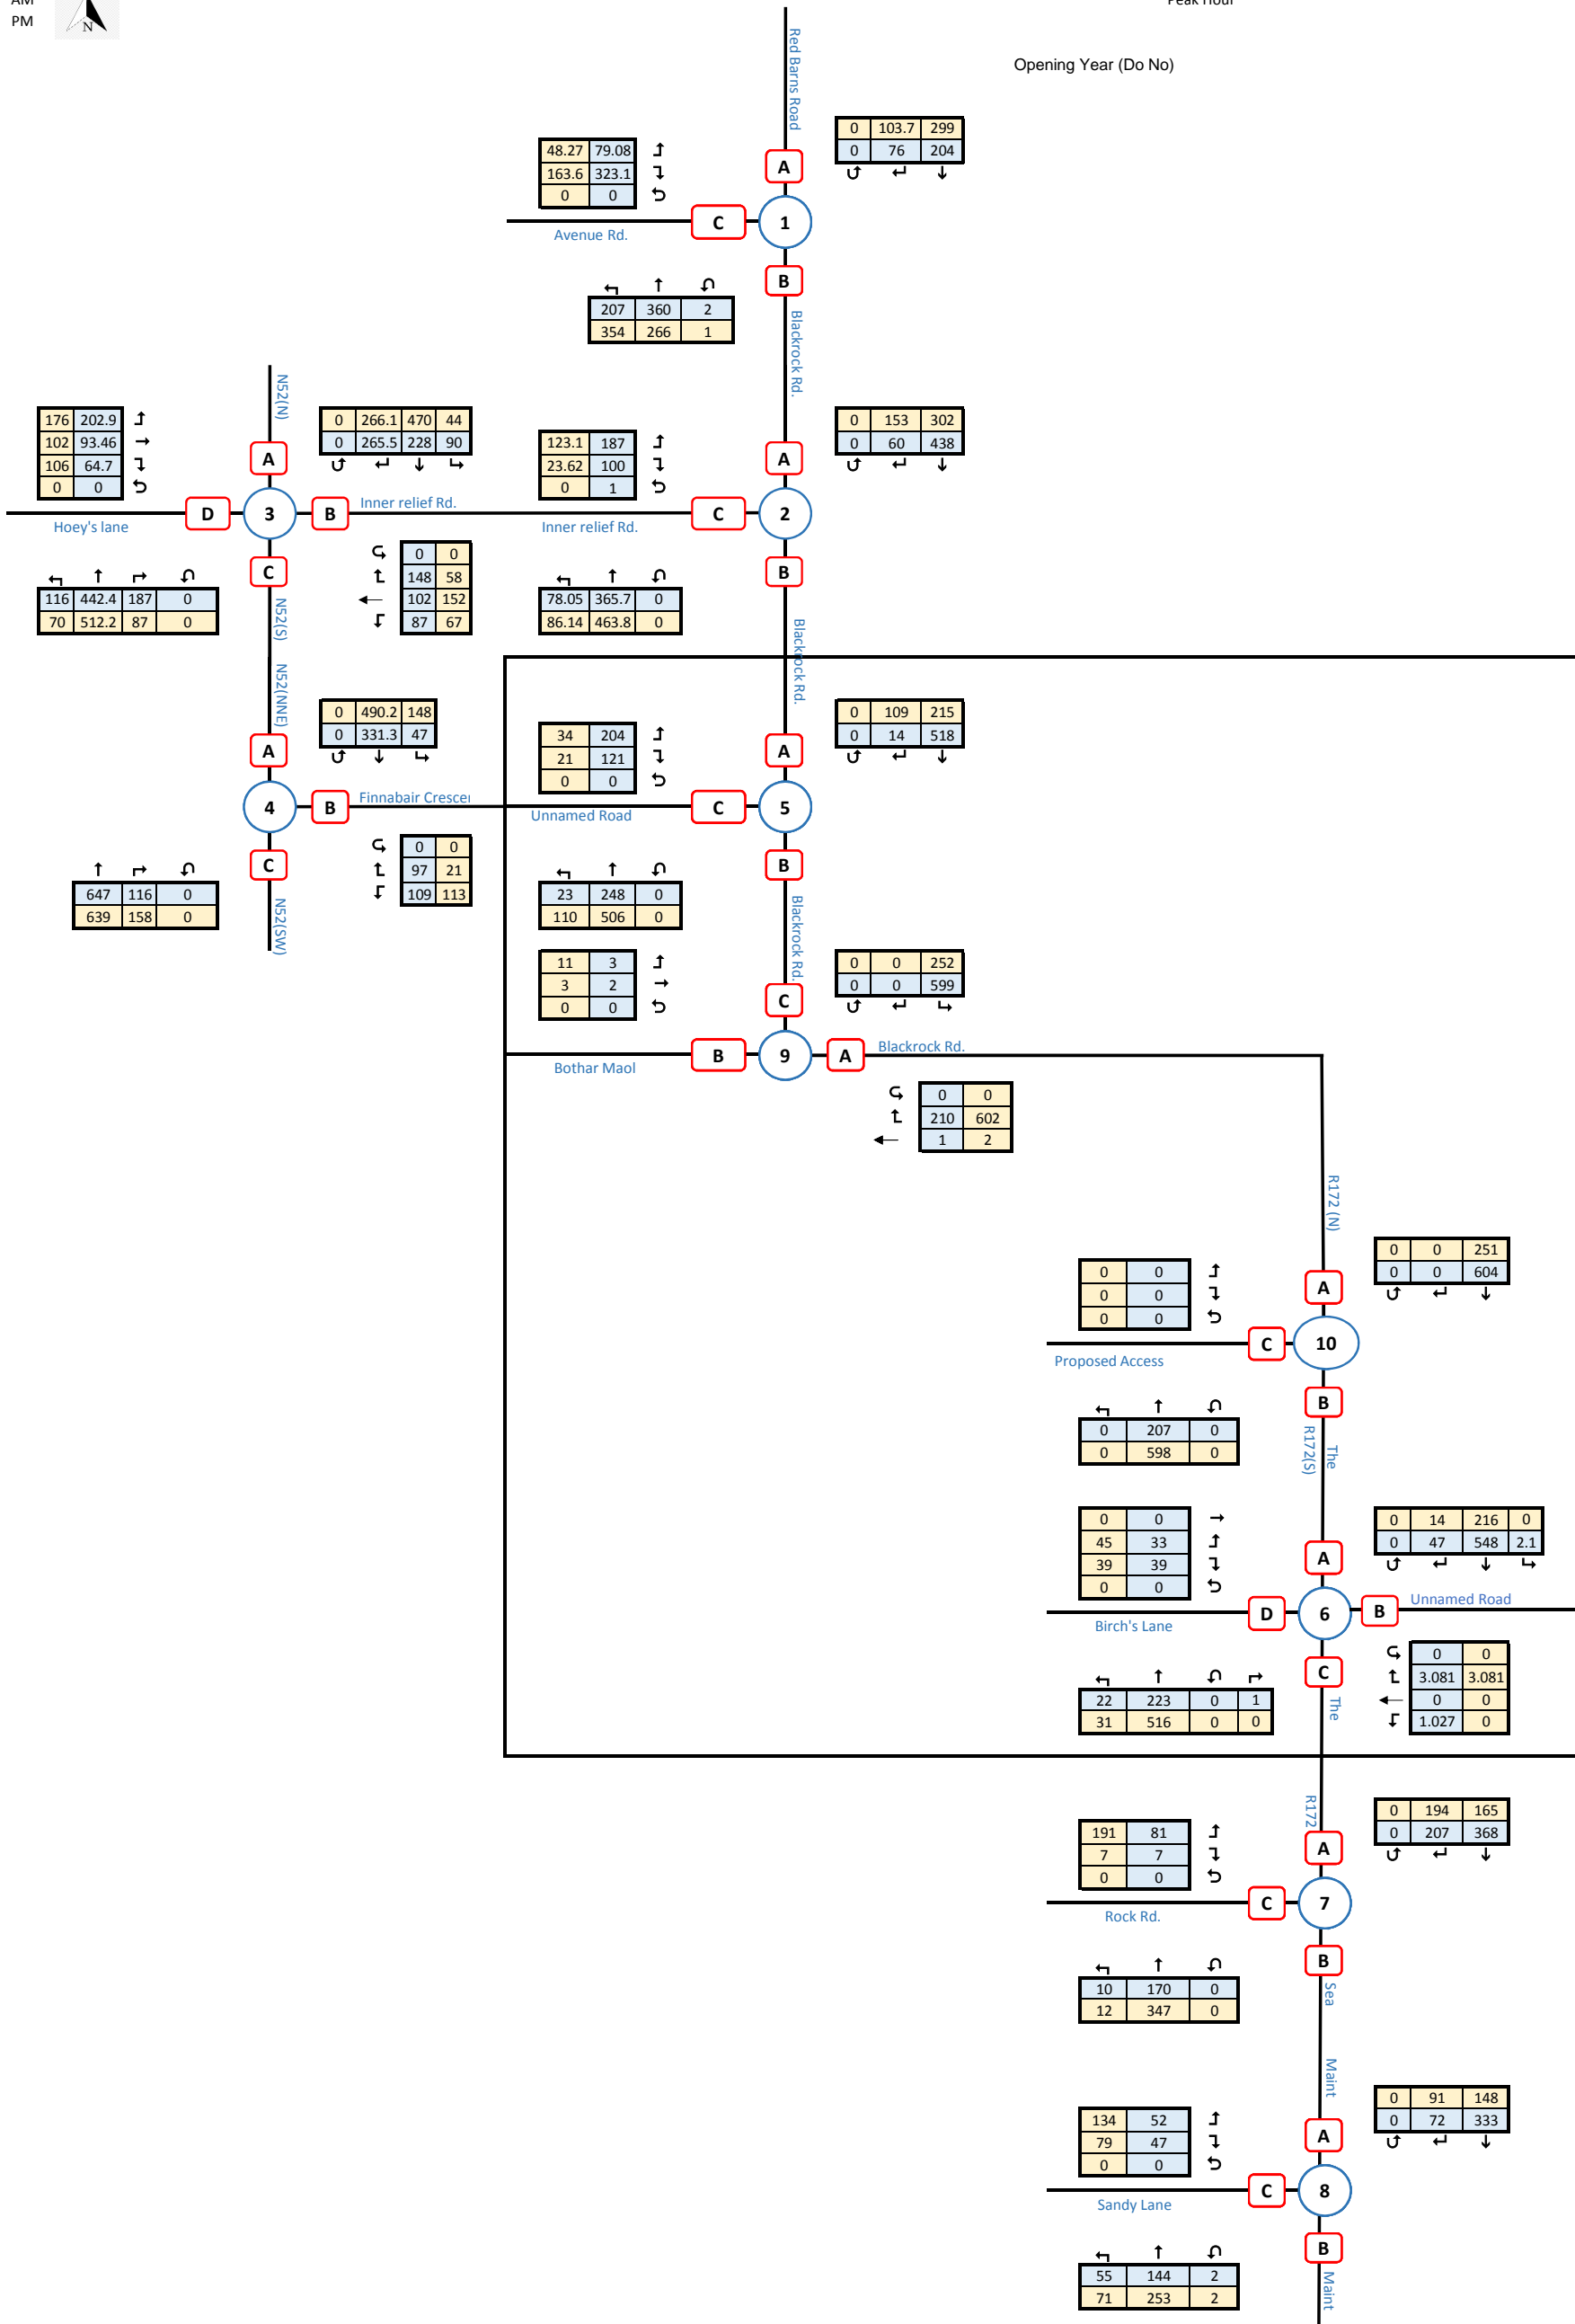 AM
Peak Hour
PM
N
Opening Year (Do No)
Red Barns Road
0 103.7 299
0 76 204
48.27 79.08
163.6 323.1
0 0
A
C
1
Avenue Rd.
B
207 360 2
354 266 1
Blackrock Rd.
N52(N)
176 202.9
102 93.46
106 64.7
0 0
0 266.1 470 44
0 265.5 228 90
123.1 187
23.62 100
0 1
0 153 302
0 60 438
A
A
D
3
B
Inner relief Rd.
C
2
Hoey's lane
Inner relief Rd.
C
B
0 0
148 58
102 152
87 67
116 442.4 187 0
70 512.2 87 0
78.05 365.7 0
86.14 463.8 0
N52(S)
Blackrock Rd.
N52(NNE)
0 490.2 148
0 331.3 47
34 204
21 121
0 0
0 109 215
0 14 518
A
A
4
B
Finnabair Crescer
C
5
Unnamed Road
C
B
0 0
97 21
109 113
647 116 0
639 158 0
23 248 0
110 506 0
N52(SW)
Blackrock Rd.
11 3
3 2
0 0
0 0 252
0 0 599
C
B
9
A
Blackrock Rd.
Bothar Maol
0 0
210 602
1 2
R172 (N)
0 0 251
0 0 604
0 0
0 0
0 0
A
C
10
Proposed Access
B
0 207 0
0 598 0
R172(S)
The
0 0
45 33
39 39
0 0
0 14 216 0
0 47 548 2.1
A
D
6
B
Unnamed Road
Birch's Lane
C
0 0
3.081 3.081
0 0
1.027 0
22 223 0 1
31 516 0 0
The
R172
0 194 165
0 207 368
191 81
7 7
0 0
A
C
7
Rock Rd.
B
10 170 0
12 347 0
Sea
Maint
0 91 148
0 72 333
134 52
79 47
0 0
A
C
8
Sandy Lane
B
55 144 2
71 253 2
Maint